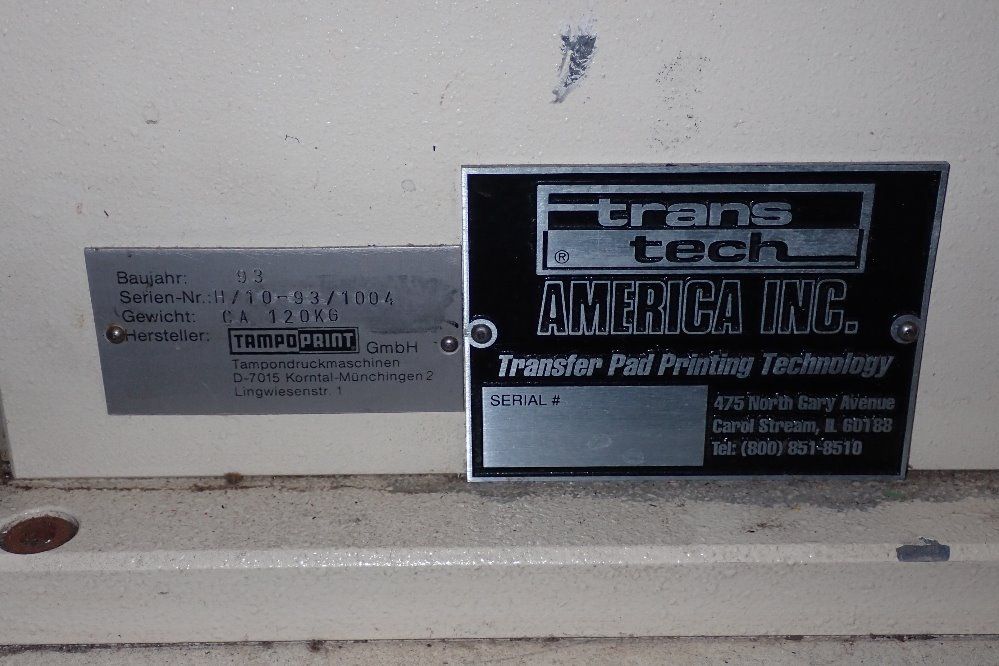 Baujahr: 93
Serien-Nr.: H/10-93/1004
Gewicht: CA. 120KG
Hersteller: TAMPOPRINT GmbH
Tampondruckmaschinen
D-7015 Korntal-Münchingen 2
Lingwiesenstr. 1
trans
tech ®
AMERICA INC.
Transfer Pad Printing Technology
SERIAL #
475 North Gary Avenue
Carol Stream, IL 60188
Tel: (800) 851-8510